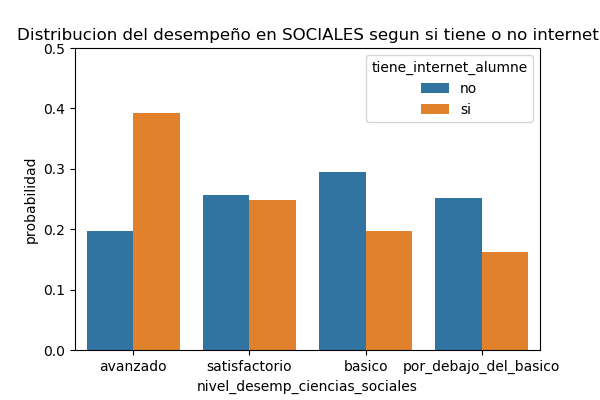 Distribucion del desempeño en SOCIALES segun si tiene o no internet
0.5
0.4
0.3
0.2
0.1
0.0
probabilidad
tiene_internet_alumne
no
si
avanzado satisfactorio basico por_debajo_del_basico
nivel_desemp_ciencias_sociales